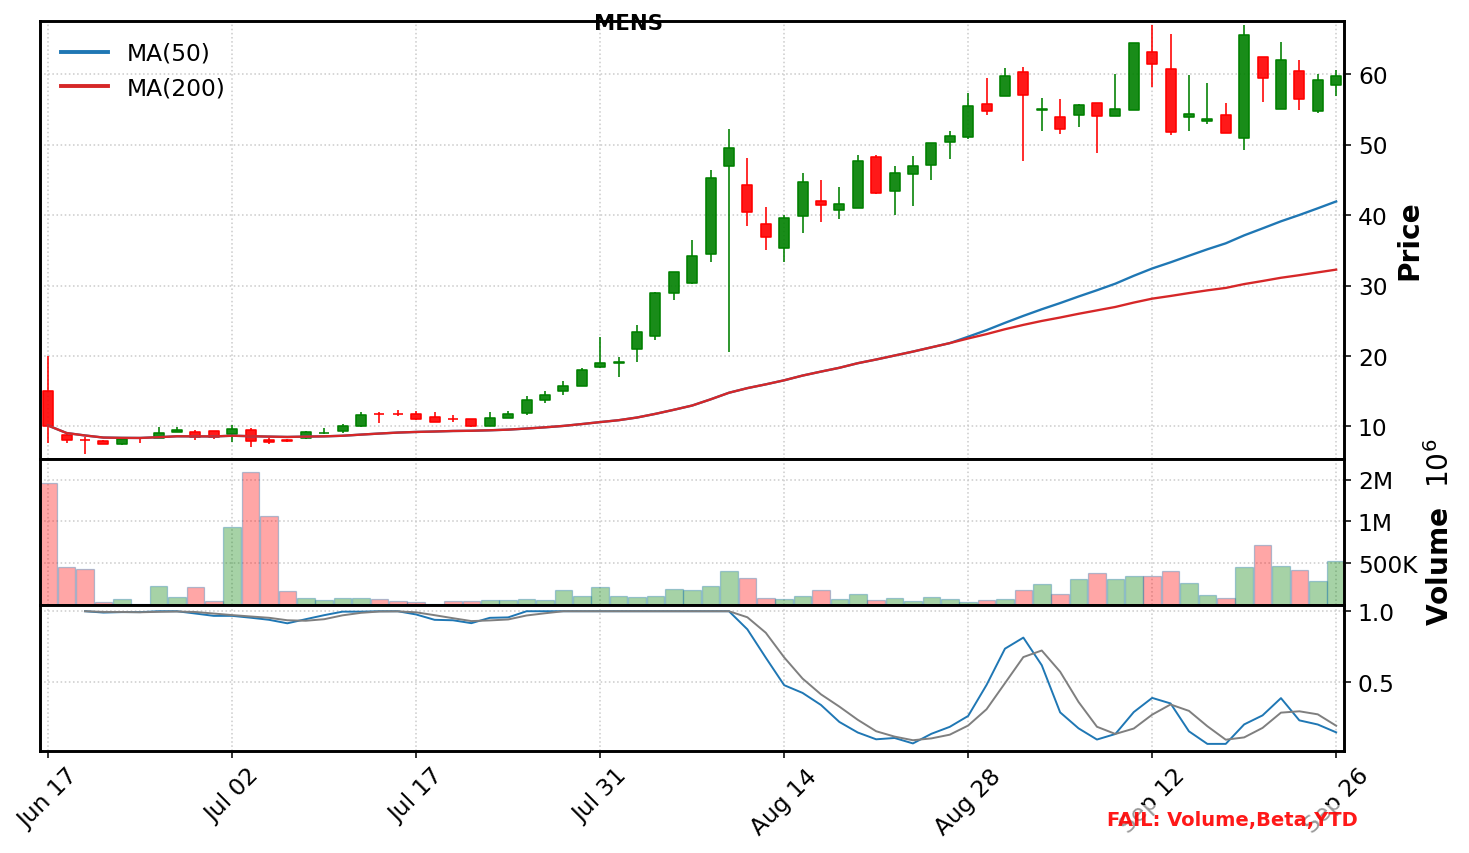 MENS
MA(50)
MA(200)
60
50
40
30
20
10
Price
2M
1M
500K
Volume 10⁶
1.0
0.5
Jun 17
Jul 02
Jul 17
Jul 31
Aug 14
Aug 28
Sep 12
Sep 26
FAIL: Volume,Beta,YTD